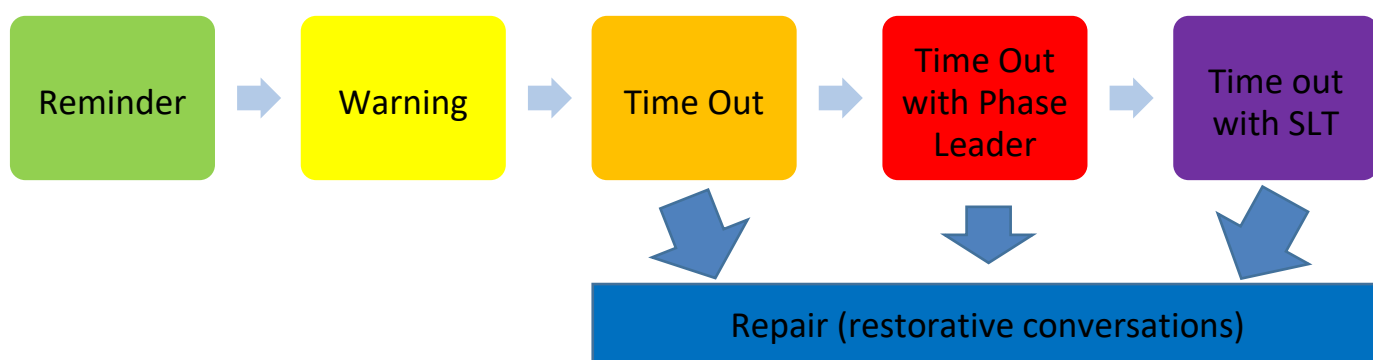 Reminder
Warning
Time Out
Time Out
with Phase
Leader
Time out
with SLT
Repair (restorative conversations)